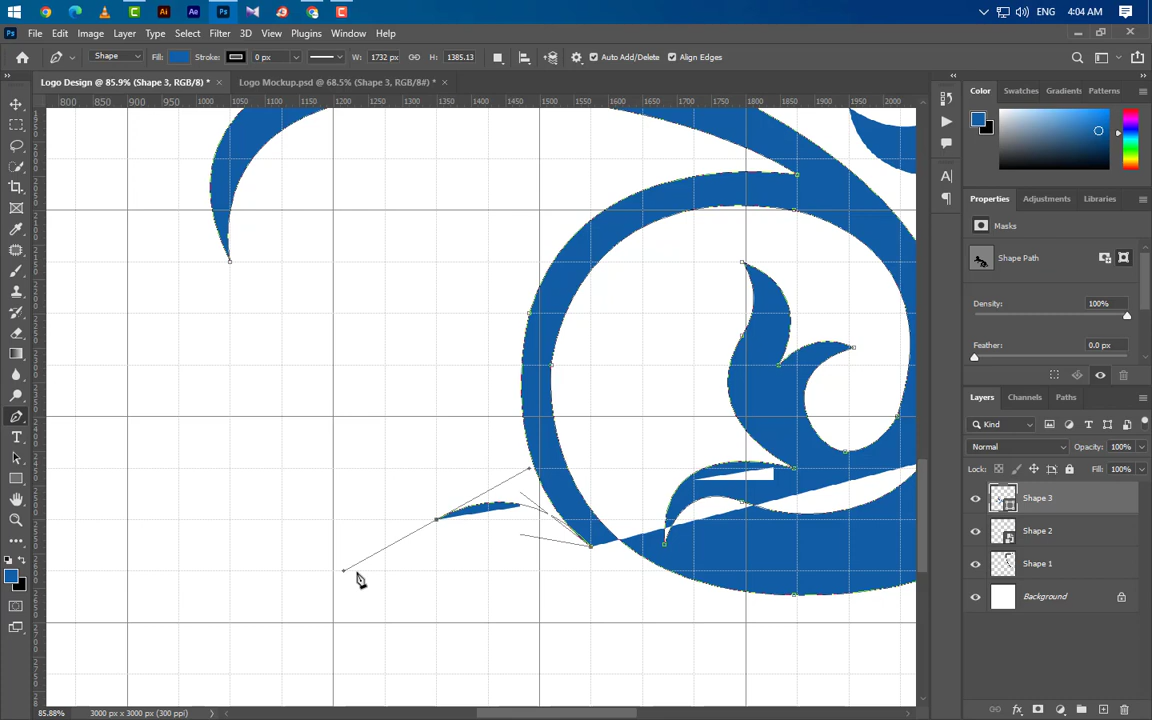 ENG 4:04 AM
File Edit Image Layer Type Select Filter 3D View Plugins Window Help
Shape Fill: Stroke: 0 px W: 1732 px H: 1385.13 Auto Add/Delete Align Edges
Logo Design @ 85.9% (Shape 3, RGB/8) * × Logo Mockup.psd @ 68.5% (Shape 3, RGB/8#) * ×
800 850 900 950 1000 1050 1100 1150 1200 1250 1300 1350 1400 1450 1500 1550 1600 1650 1700 1750 1800 1850 1900 1950 2000
Color Swatches Gradients Patterns
Properties Adjustments Libraries
Masks
Shape Path
Density: 100%
Feather: 0.0 px
Layers Channels Paths
Kind
Normal Opacity: 100%
Lock: Fill: 100%
Shape 3
Shape 2
Shape 1
Background
85.88% 3000 px x 3000 px (300 ppi)